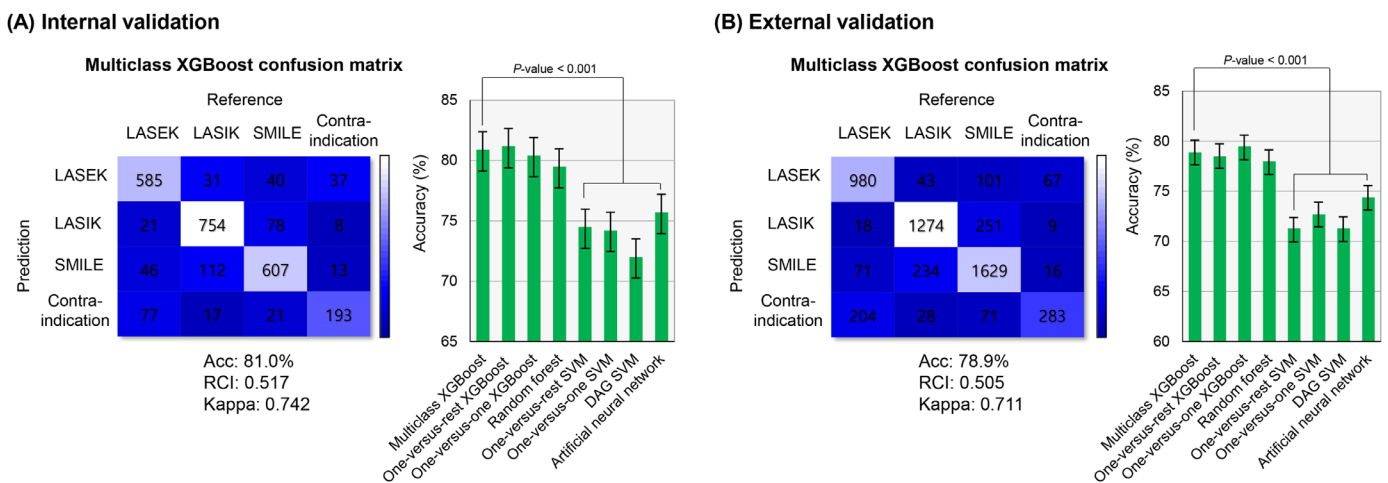 (A) Internal validation
Multiclass XGBoost confusion matrix
Reference
LASEK LASIK SMILE Contra-
indication
Prediction
LASEK 585 31 40 37
LASIK 21 754 78 8
SMILE 46 112 607 13
Contra-
indication 77 17 21 193
Acc: 81.0%
RCI: 0.517
Kappa: 0.742
P-value < 0.001
Accuracy (%)
85
80
75
70
65
Multiclass XGBoost
One-versus-rest XGBoost
One-versus-one XGBoost
Random forest
One-versus-rest SVM
One-versus-one SVM
DAG SVM
Artificial neural network
(B) External validation
Multiclass XGBoost confusion matrix
Reference
LASEK LASIK SMILE Contra-
indication
Prediction
LASEK 980 43 101 67
LASIK 18 1274 251 9
SMILE 71 234 1629 16
Contra-
indication 204 28 71 283
Acc: 78.9%
RCI: 0.505
Kappa: 0.711
P-value < 0.001
Accuracy (%)
85
80
75
70
65
60
Multiclass XGBoost
One-versus-rest XGBoost
One-versus-one XGBoost
Random forest
One-versus-rest SVM
One-versus-one SVM
DAG SVM
Artificial neural network